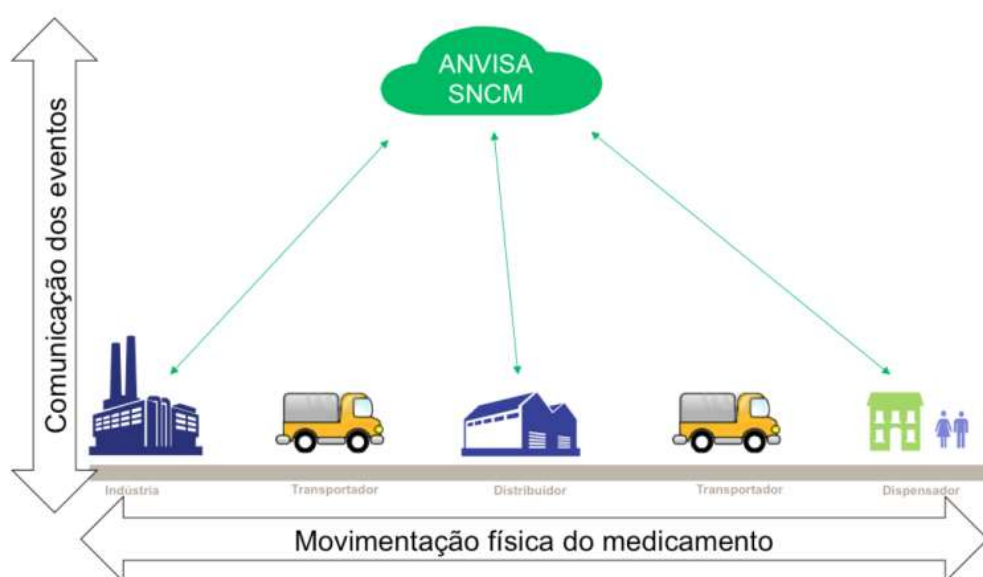 ANVISA
SNCM
Comunicação dos eventos
Indústria
Transportador
Distribuidor
Transportador
Dispensador
Movimentação física do medicamento